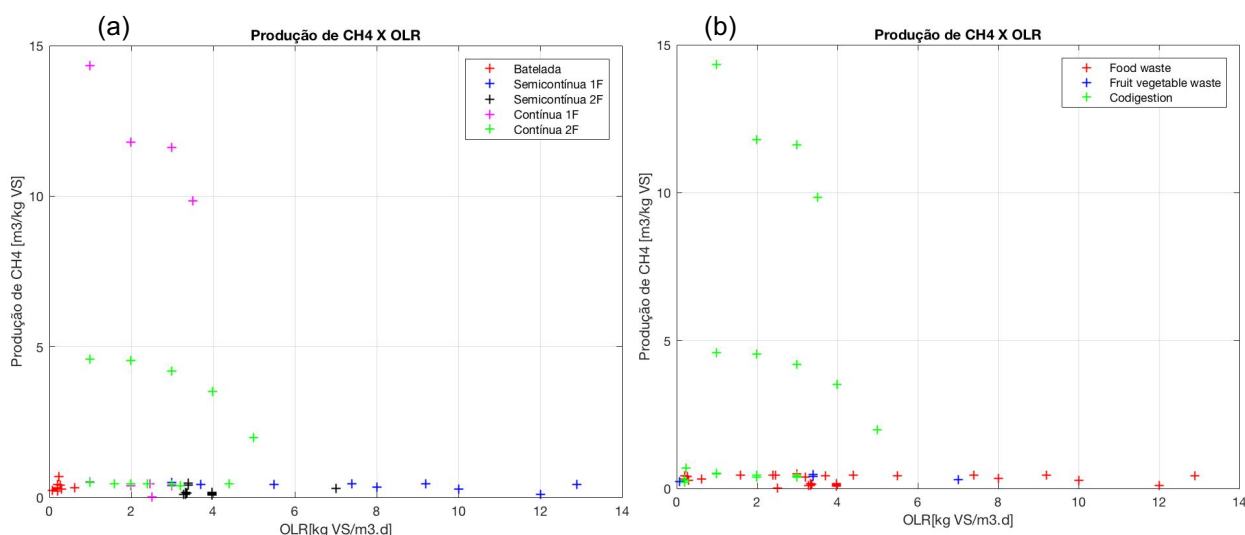 (a)
Produção de CH4 X OLR
Produção de CH4 [m3/kg VS]
15
10
5
0
Batelada
Semicontínua 1F
Semicontínua 2F
Contínua 1F
Contínua 2F
0 2 4 6 8 10 12 14
OLR[kg VS/m3.d]
(b)
Produção de CH4 X OLR
Produção de CH4 [m3/kg VS]
15
10
5
0
Food waste
Fruit vegetable waste
Codigestion
0 2 4 6 8 10 12 14
OLR[kg VS/m3.d]